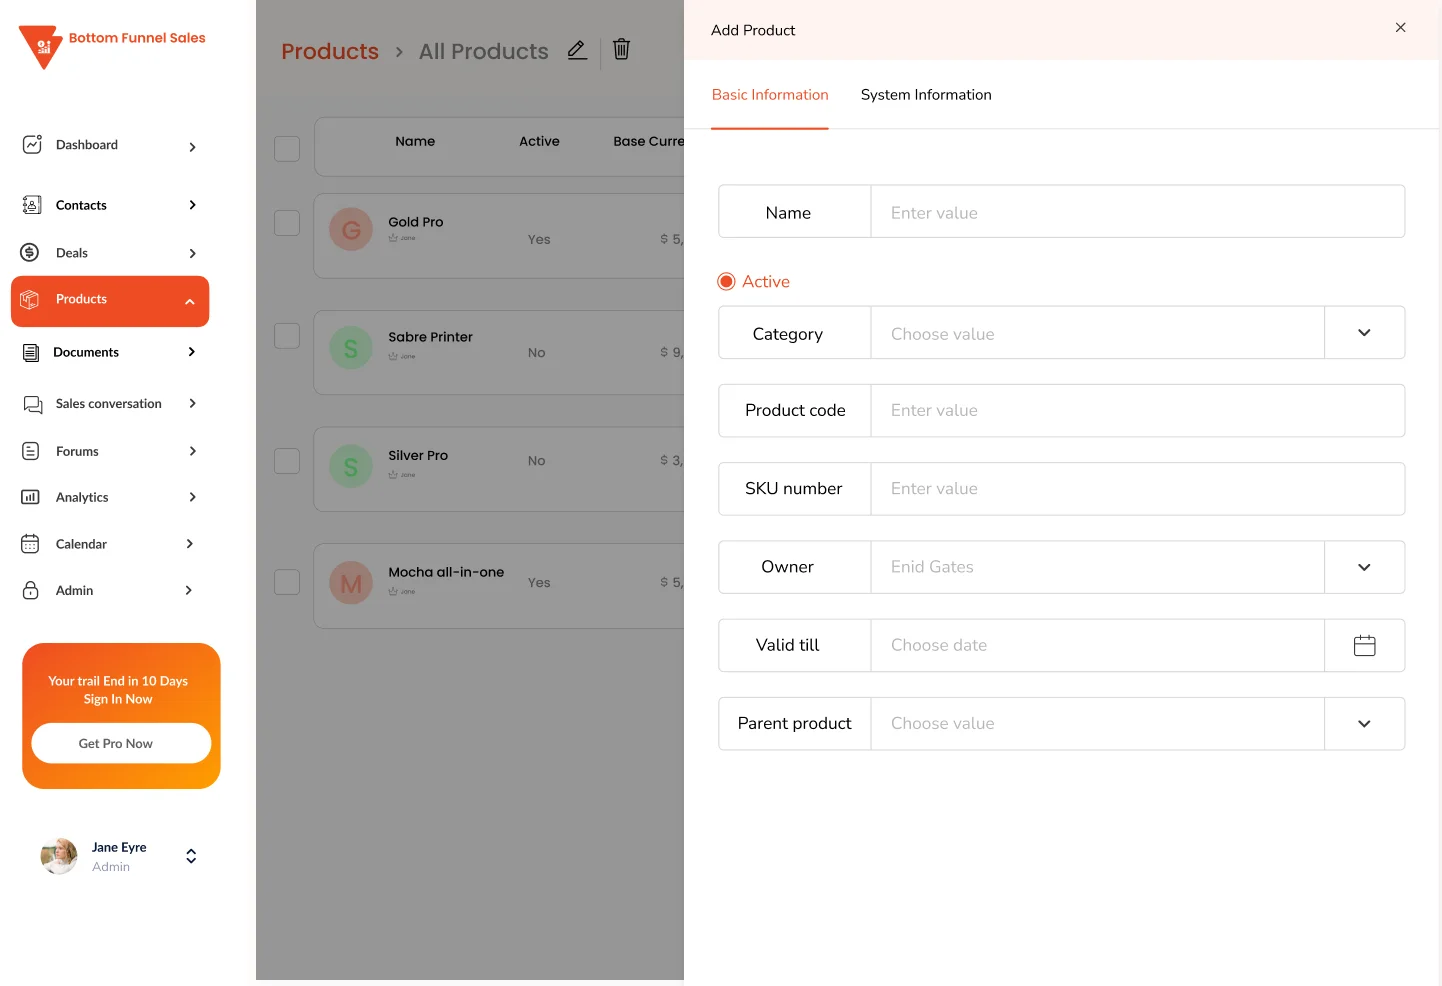 Bottom Funnel Sales
Dashboard
Contacts
Deals
Products
Documents
Sales conversation
Forums
Analytics
Calendar
Admin
Your trail End in 10 Days
Sign In Now
Get Pro Now
Jane Eyre
Admin
Products > All Products
Name Active Base Curre
G Gold Pro
Jane
Yes $ 5,
S Sabre Printer
Jane
No $ 9,
S Silver Pro
Jane
No $ 3,
M Mocha all-in-one
Jane
Yes $ 5,
Add Product
Basic Information System Information
Name Enter value
Active
Category Choose value
Product code Enter value
SKU number Enter value
Owner Enid Gates
Valid till Choose date
Parent product Choose value